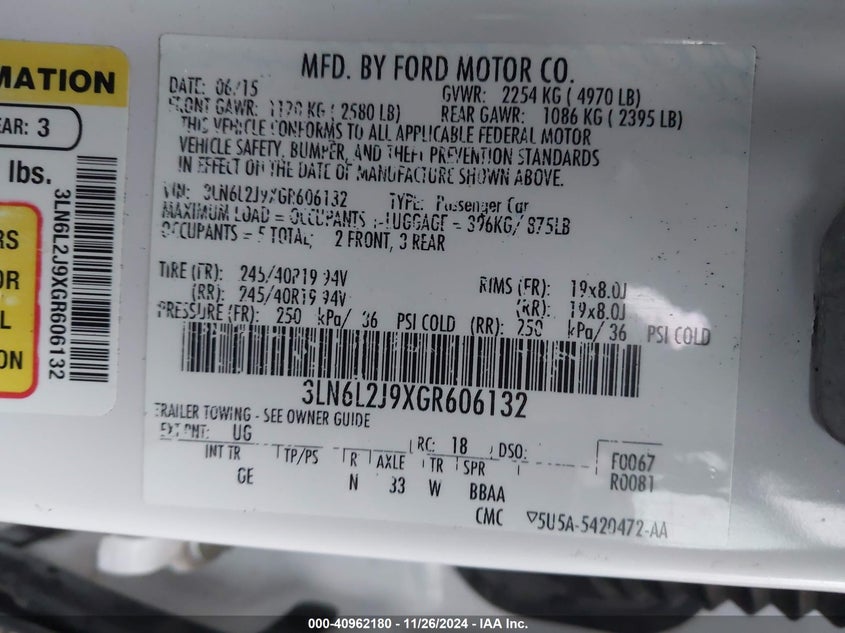 MATION
EAR: 3
lbs.
RS
OR
L
ON
3LN6L2J9XGR606132
MFD. BY FORD MOTOR CO.
DATE: 06/15 GVWR: 2254 KG ( 4970 LB)
FRONT GAWR: 1170 KG ( 2580 LB) REAR GAWR: 1086 KG ( 2395 LB)
THIS VEHICLE CONFORMS TO ALL APPLICABLE FEDERAL MOTOR
VEHICLE SAFETY, BUMPER, AND THEFT PREVENTION STANDARDS
IN EFFECT ON THE DATE OF MANUFACTURE SHOWN ABOVE.
VIN: 3LN6L2J9XGR606132 TYPE: Passenger Car
MAXIMUM LOAD = OCCUPANTS + LUGGAGE = 396KG/ 875LB
OCCUPANTS = 5 TOTAL, 2 FRONT, 3 REAR
TIRE (FR): 245/40R19 94V RIMS (FR): 19x8.0J
(RR): 245/40R19 94V (RR): 19x8.0J
PRESSURE (FR): 250 kPa/ 36 PSI COLD (RR): 250 kPa/ 36 PSI COLD
3LN6L2J9XGR606132
TRAILER TOWING - SEE OWNER GUIDE
EXT PNT: UG RC: 18 DSO: F0067
INT TR TP/PS R AXLE TR SPR R0081
GE N 33 W BBAA
CMC ▽5U5A-5420472-AA
000-40962180 - 11/26/2024 - IAA Inc.